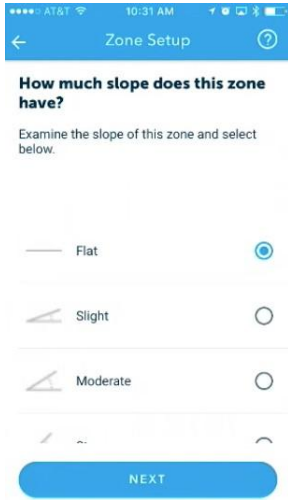 AT&T 10:31 AM
Zone Setup
How much slope does this zone
have?
Examine the slope of this zone and select
below.
Flat
Slight
Moderate
NEXT